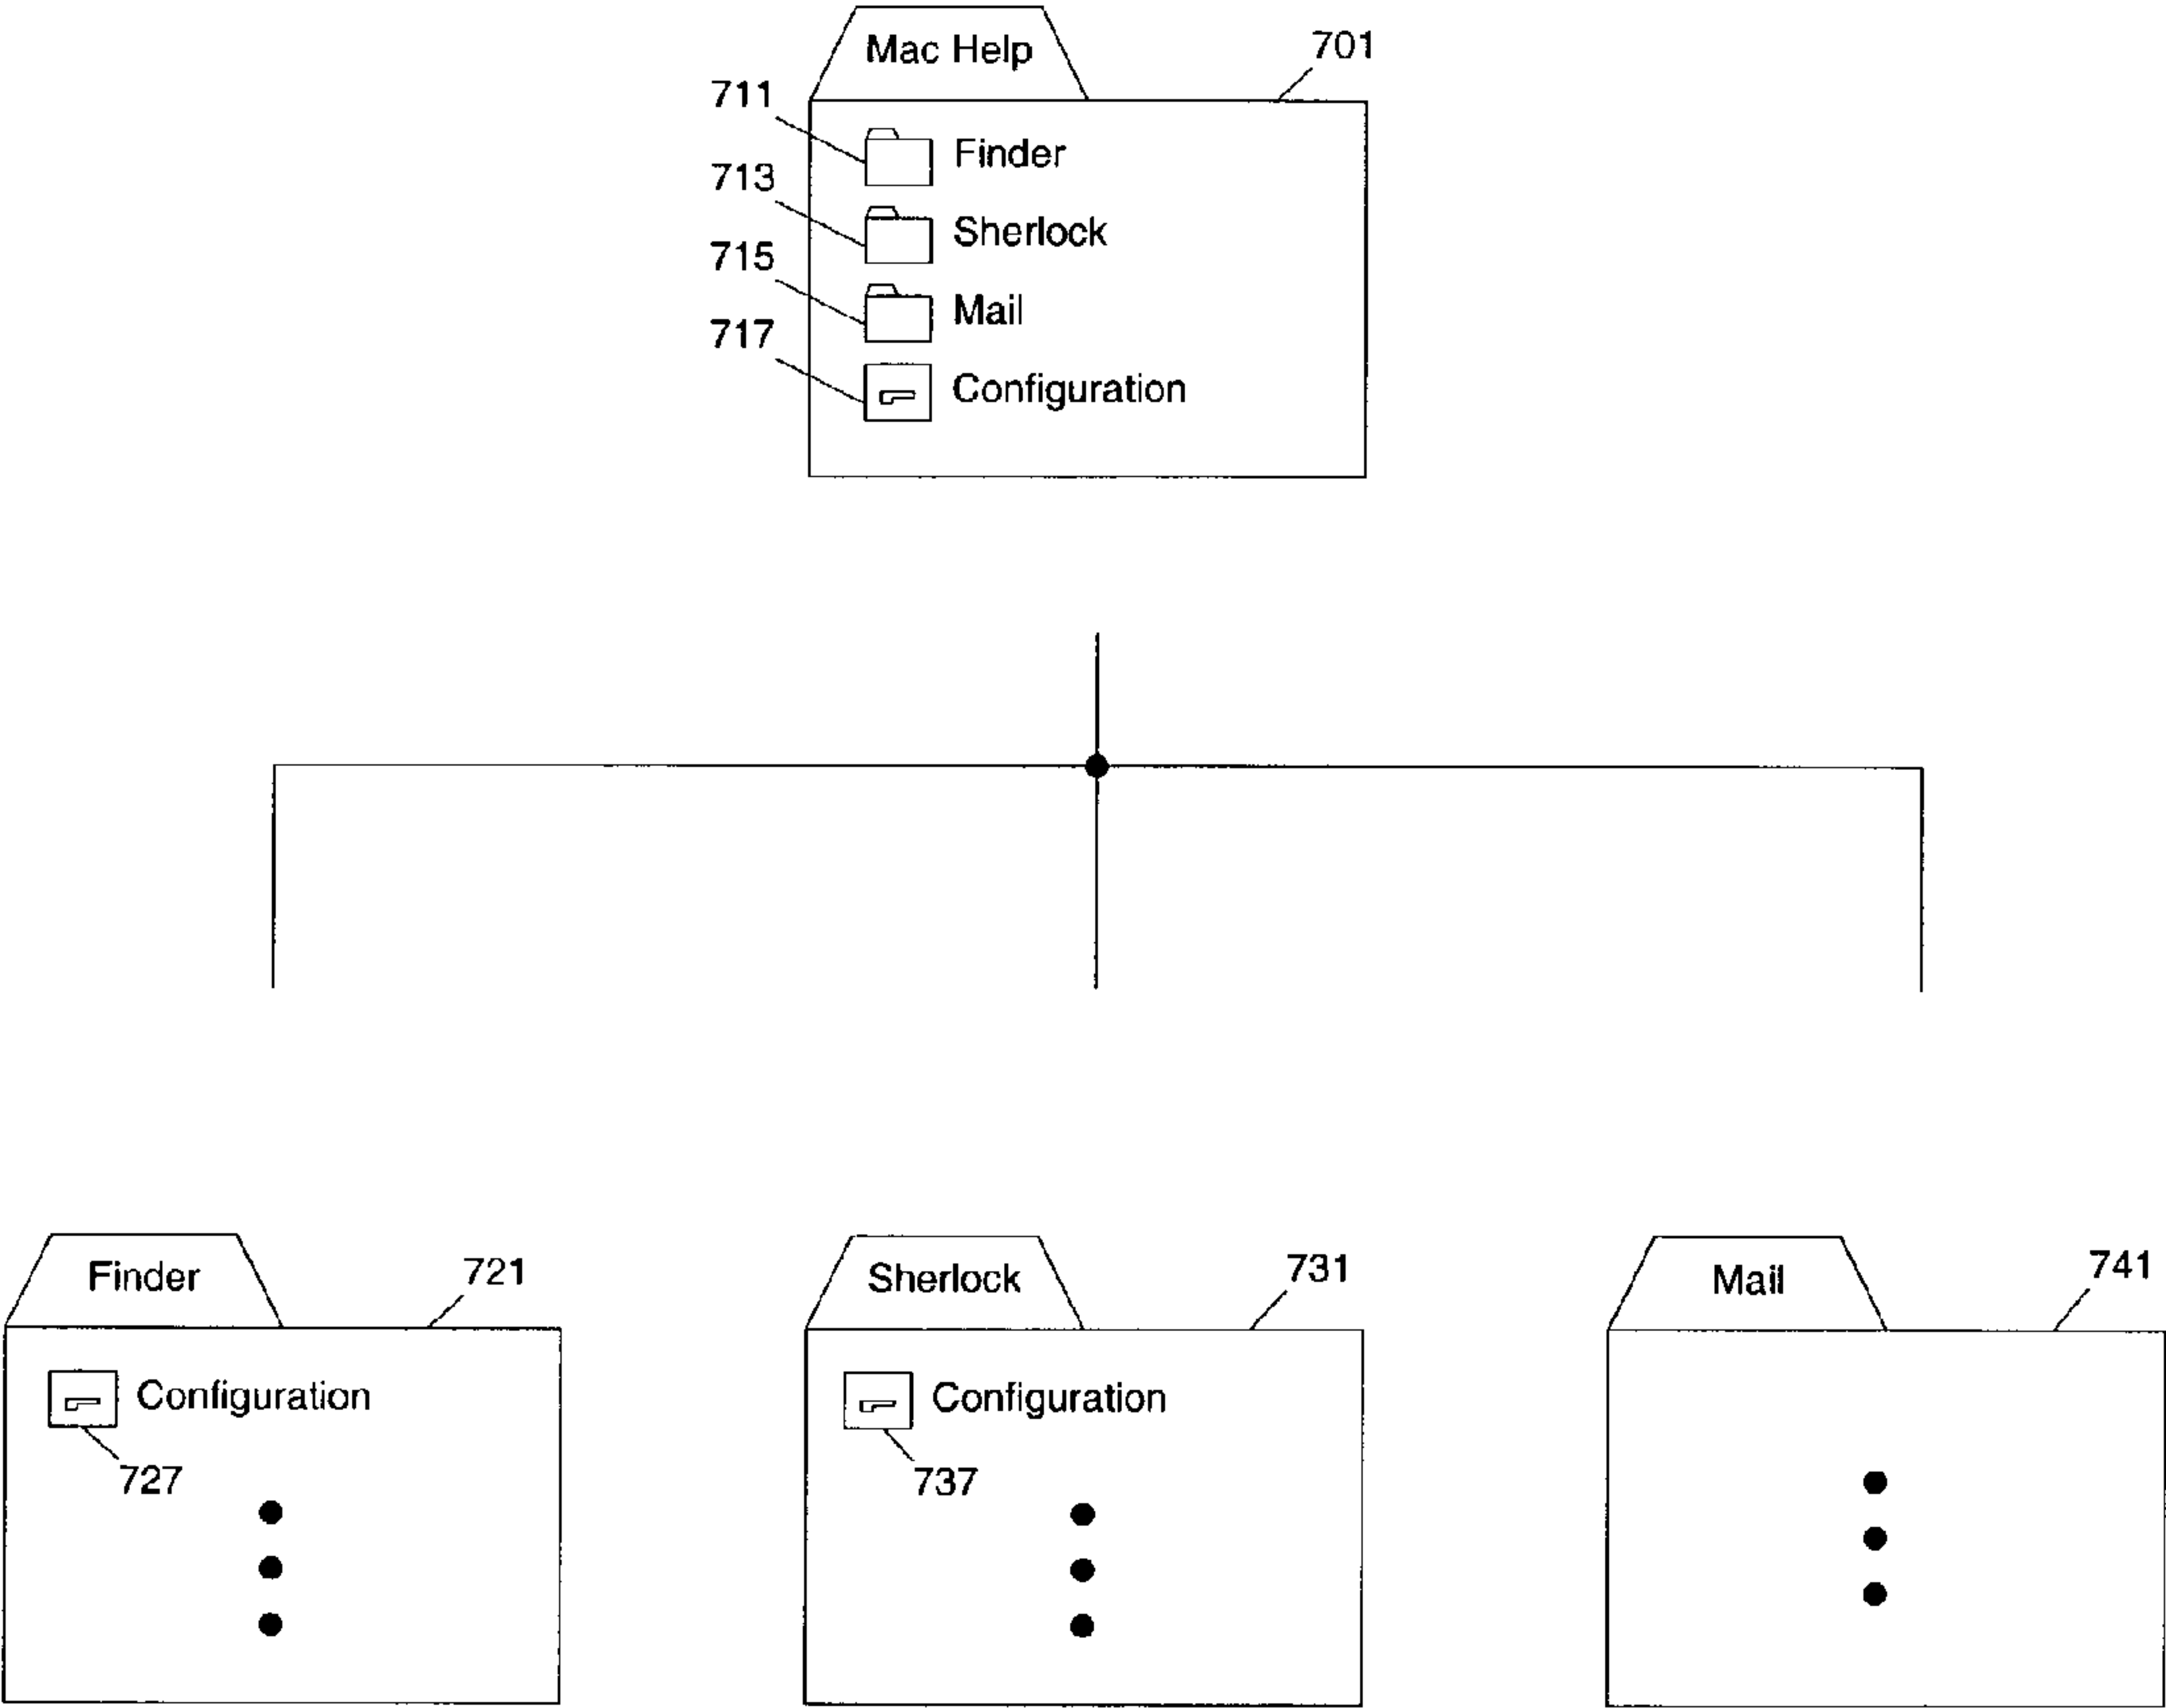 Mac Help
701
711
Finder
713
Sherlock
715
Mail
717
Configuration
Finder
721
Configuration
727
Sherlock
731
Configuration
737
Mail
741